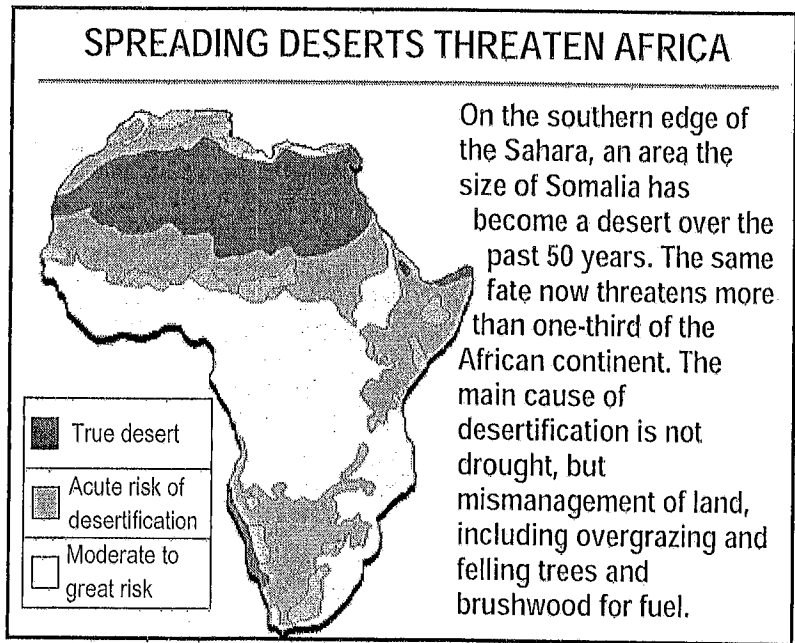 SPREADING DESERTS THREATEN AFRICA
On the southern edge of
the Sahara, an area the
size of Somalia has
become a desert over the
past 50 years. The same
fate now threatens more
than one-third of the
African continent. The
main cause of
desertification is not
drought, but
mismanagement of land,
including overgrazing and
felling trees and
brushwood for fuel.
True desert
Acute risk of
desertification
Moderate to
great risk